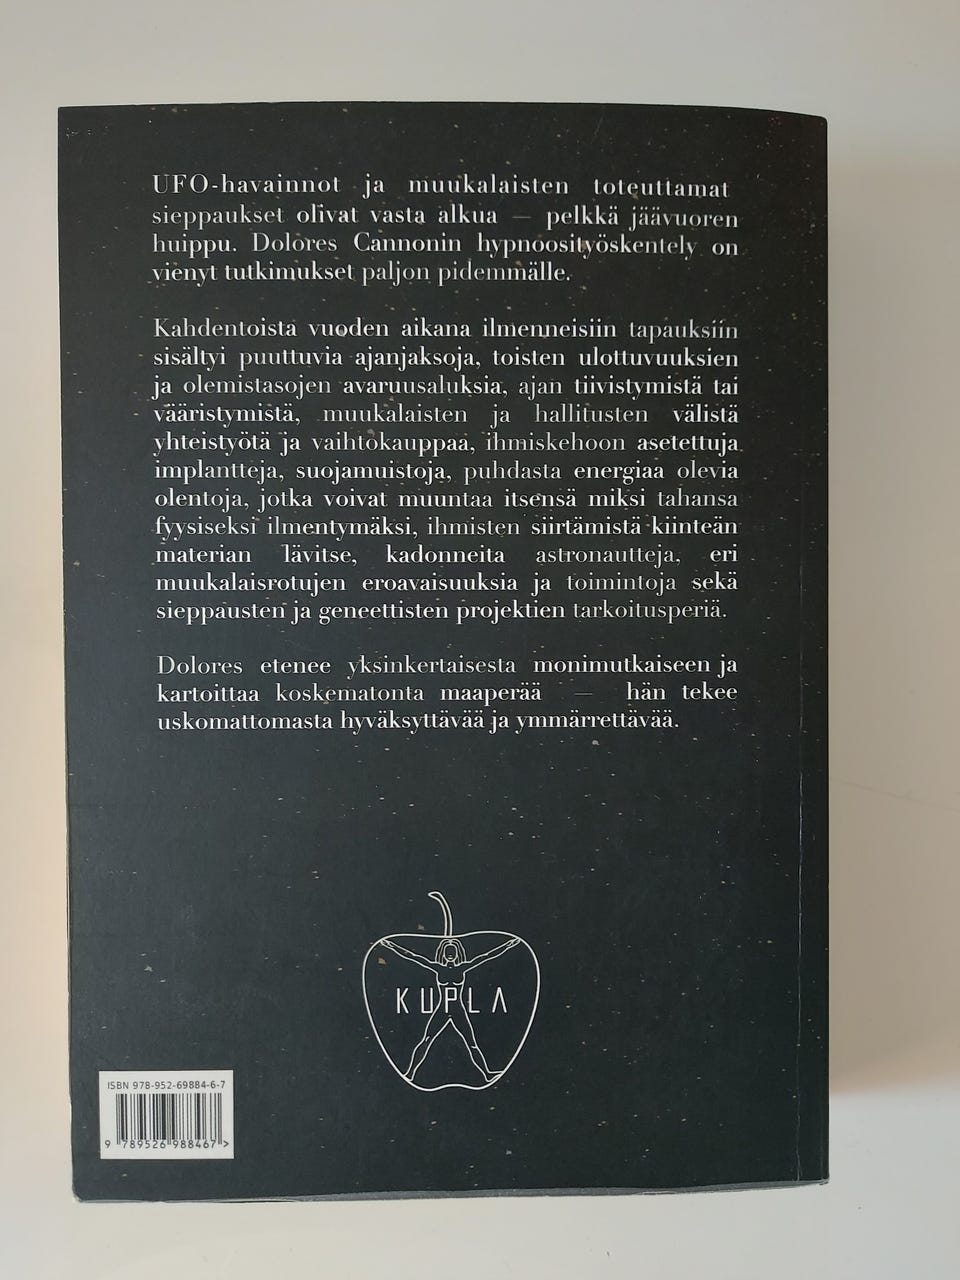 UFO-havainnot ja muukalaisten toteuttamat
sieppaukset olivat vasta alkua — pelkkä jäävuoren
huippu. Dolores Cannonin hypnoosityöskentely on
vienyt tutkimukset paljon pidemmälle.
Kahdentoista vuoden aikana ilmenneisiin tapauksiin
sisältyi puuttuvia ajanjaksoja, toisten ulottuvuuksien
ja olemistasojen avaruusaluksia, ajan tiivistymistä tai
vääristymistä, muukalaisten ja hallitusten välistä
yhteistyötä ja vaihtokauppaa, ihmiskehoon asetettuja
implantteja, suojamuistoja, puhdasta energiaa olevia
olentoja, jotka voivat muuntaa itsensä miksi tahansa
fyysiseksi ilmentymäksi, ihmisten siirtämistä kiinteän
materian lävitse, kadonneita astronautteja, eri
muukalaisrotujen eroavaisuuksia ja toimintoja sekä
sieppausten ja geneettisten projektien tarkoitusperiä.
Dolores etenee yksinkertaisesta monimutkaiseen ja
kartoittaa koskematonta maaperää — hän tekee
uskomattomasta hyväksyttävää ja ymmärrettävää.
KUPLA
ISBN 978-952-69884-6-7
9 789526 988467 >